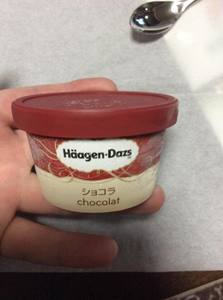 Häagen-Dazs
ショコラ
chocolat